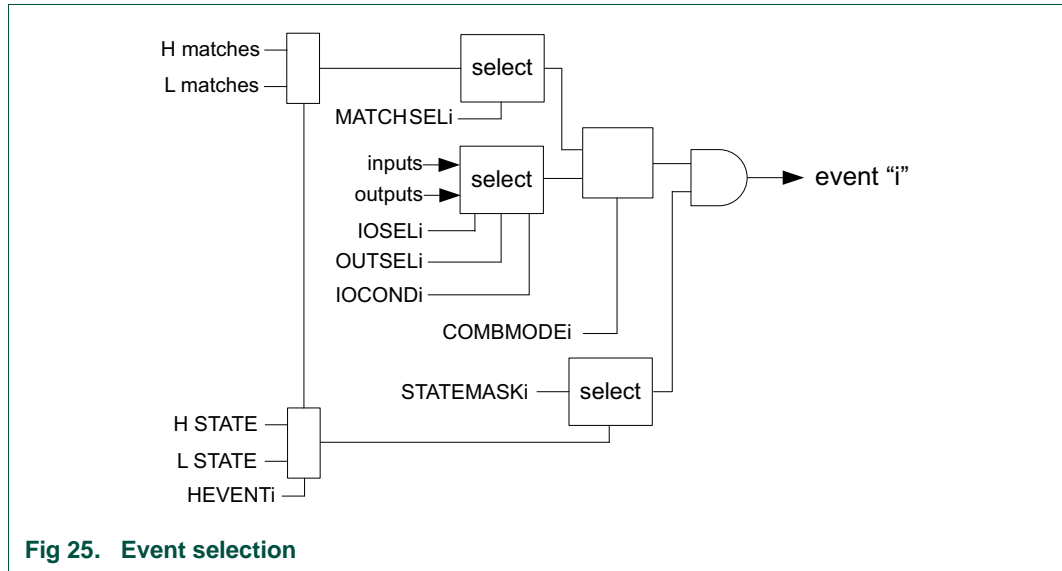 H matches
L matches
select
MATCHSELi
inputs
outputs
select
IOSELi
OUTSELi
IOCONDi
event “i”
COMBMODEi
STATEMASKi
select
H STATE
L STATE
HEVENTi
Fig 25. Event selection